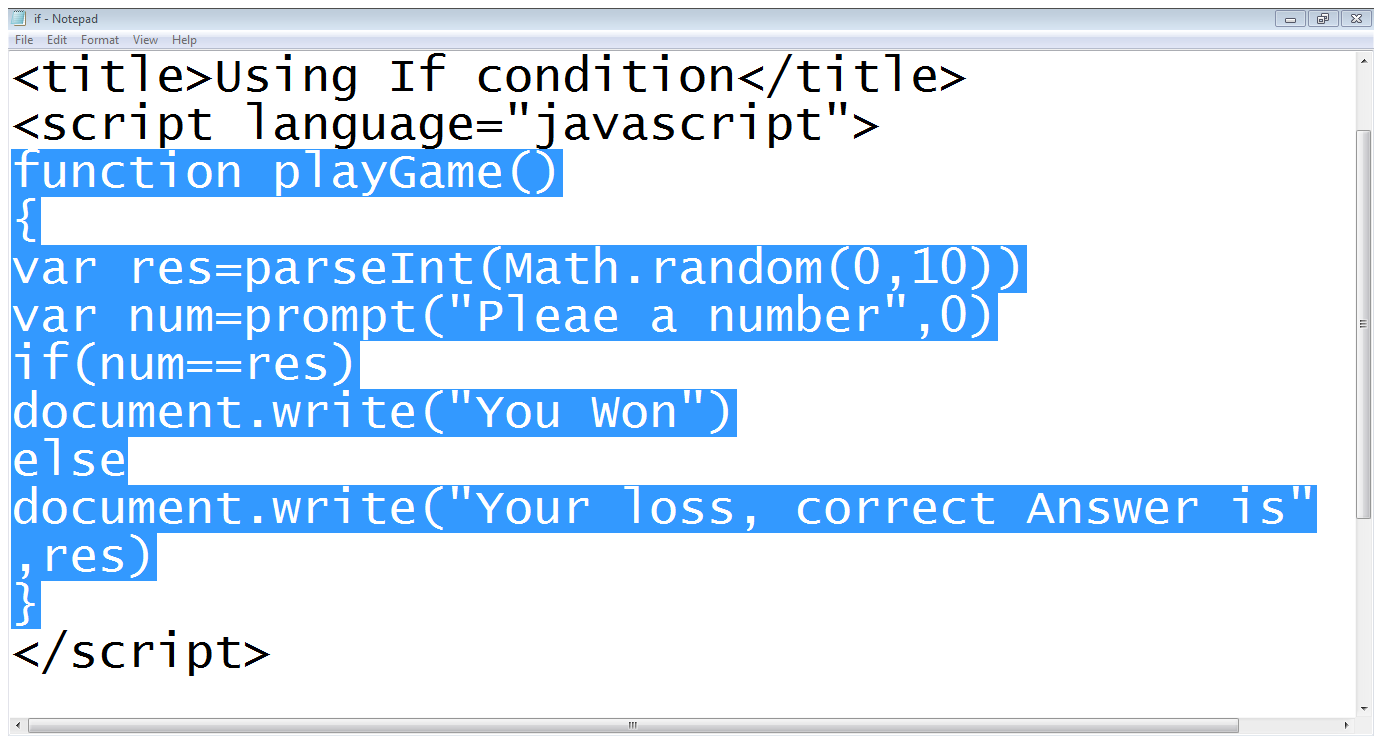 if - Notepad
File Edit Format View Help
<title>Using If condition</title>
<script language="javascript">
function playGame()
{
var res=parseInt(Math.random(0,10))
var num=prompt("Pleae a number",0)
if(num==res)
document.write("You Won")
else
document.write("Your loss, correct Answer is"
,res)
}
</script>